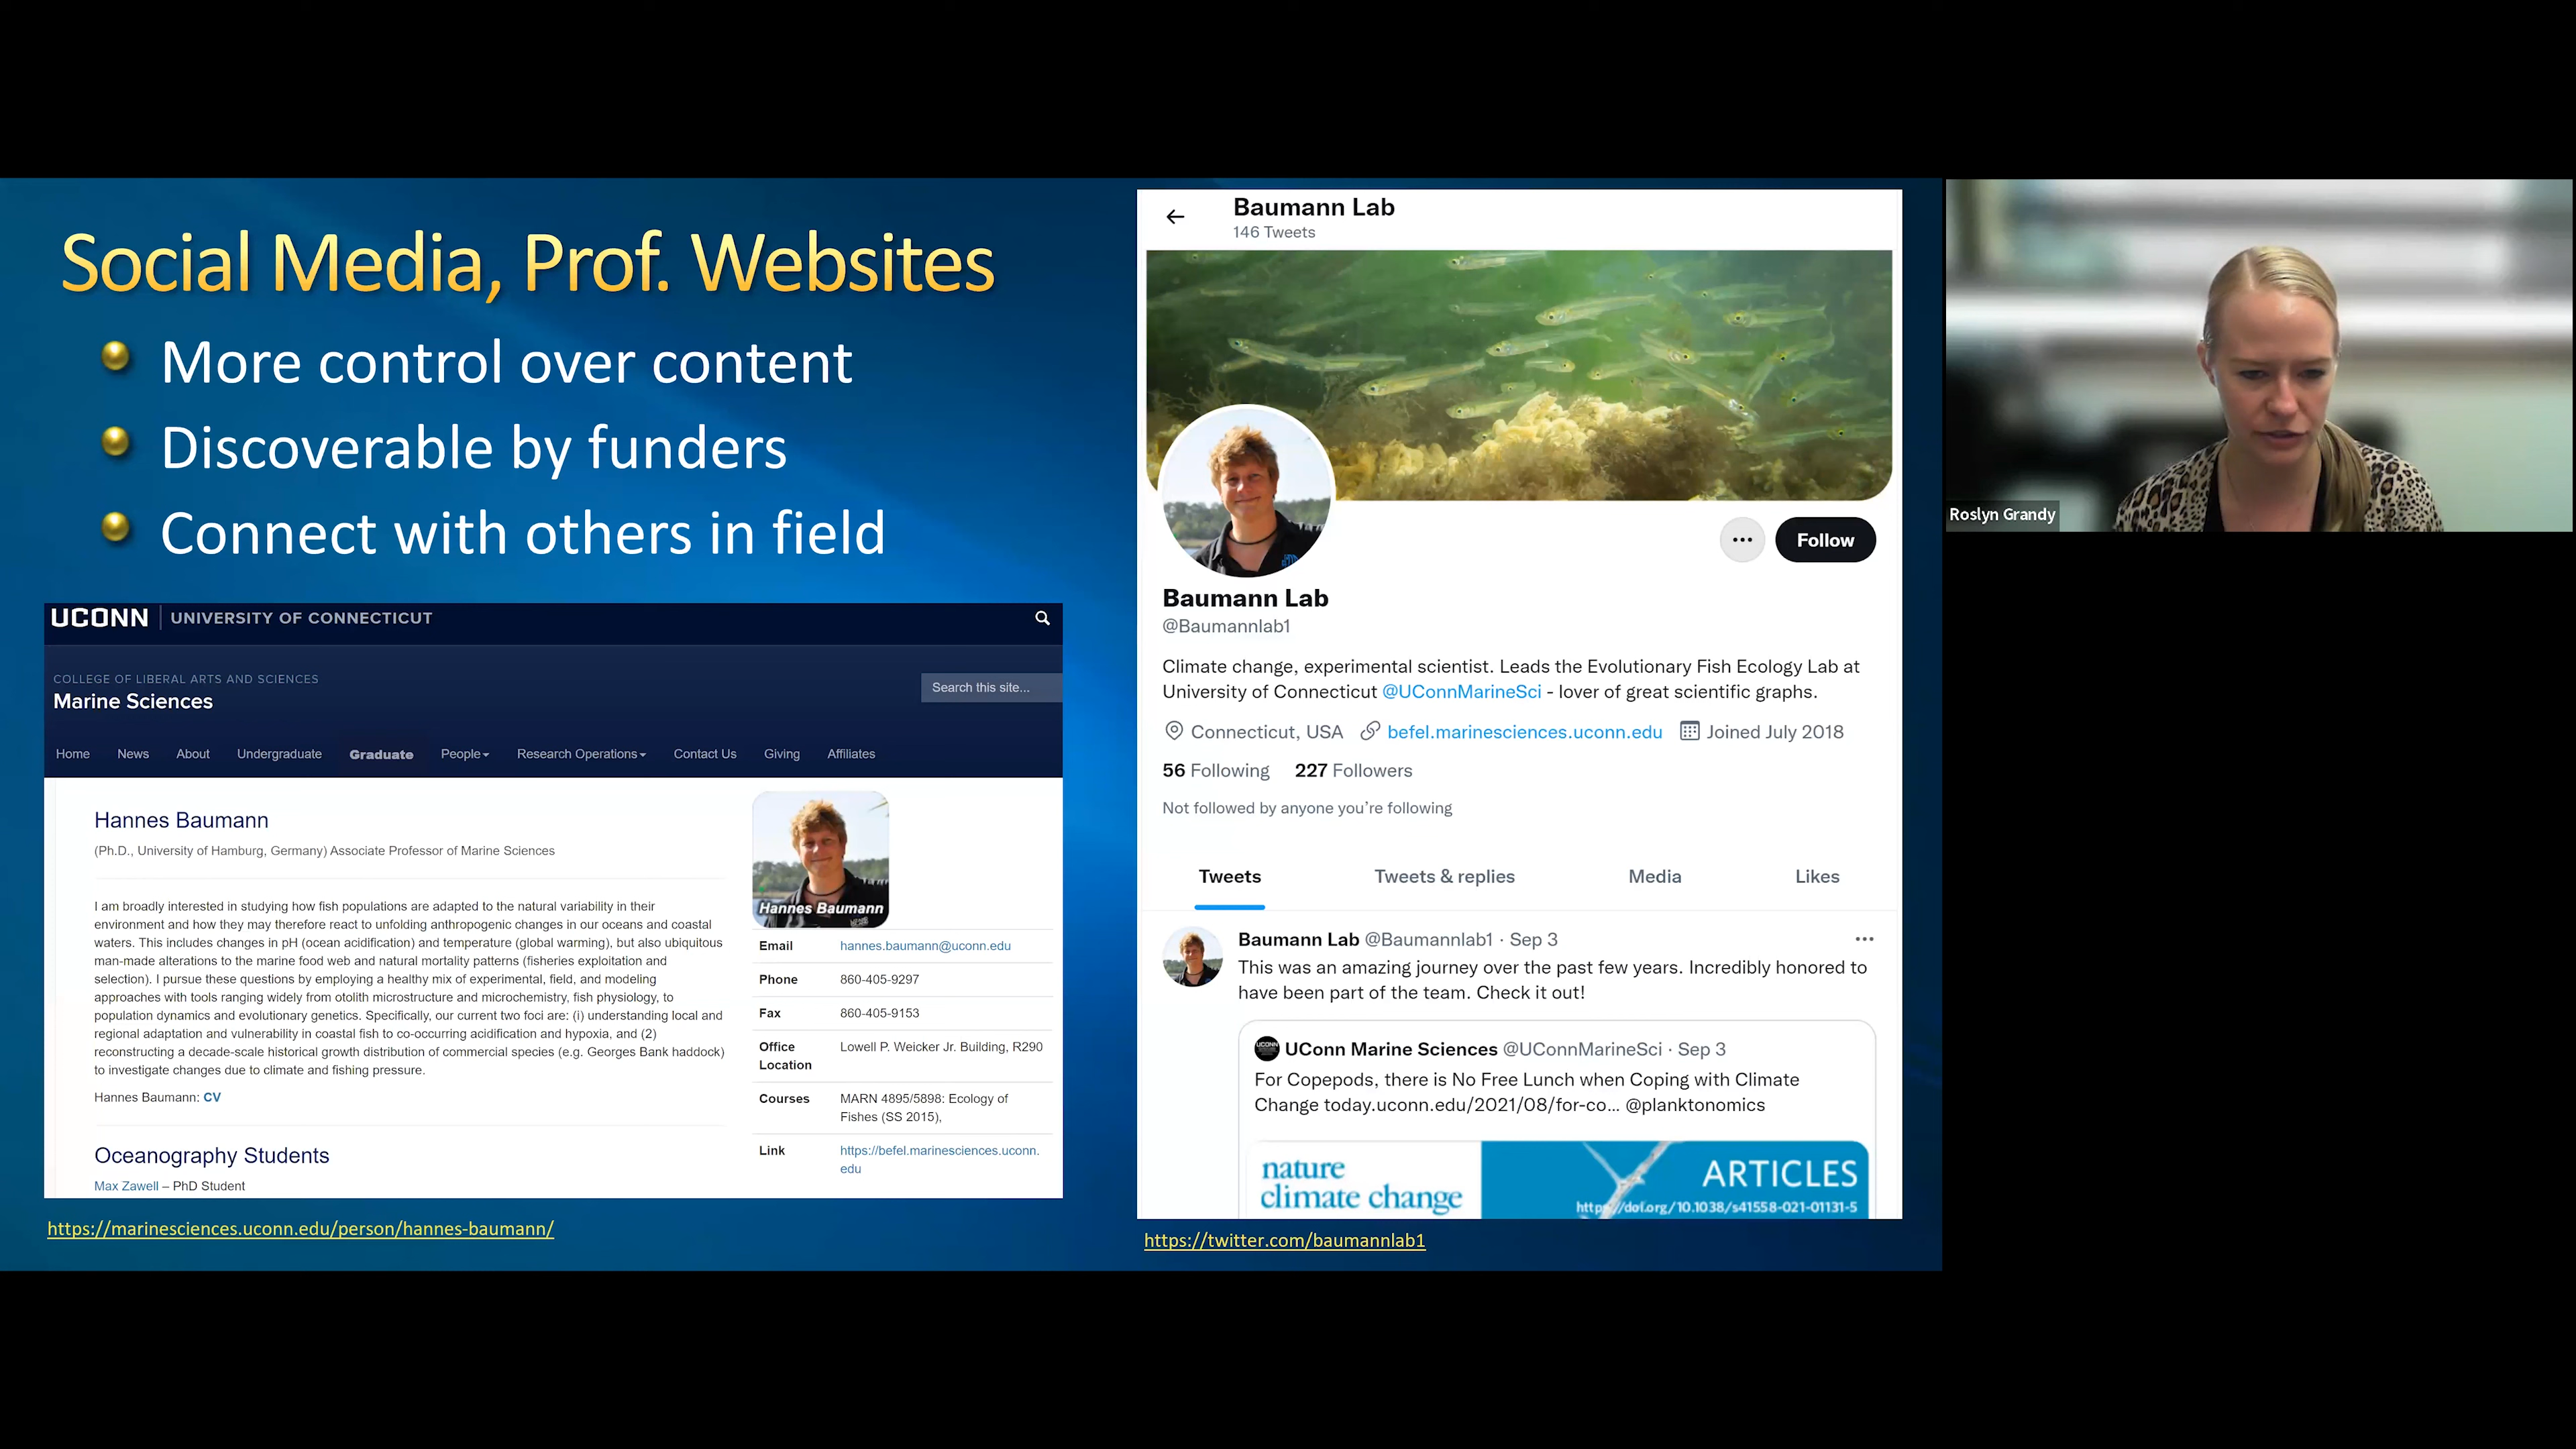 Social Media, Prof. Websites
More control over content
Discoverable by funders
Connect with others in field
UCONN UNIVERSITY OF CONNECTICUT
COLLEGE OF LIBERAL ARTS AND SCIENCES
Marine Sciences
Search this site...
Home News About Undergraduate Graduate People Research Operations Contact Us Giving Affiliates
Hannes Baumann
(Ph.D., University of Hamburg, Germany) Associate Professor of Marine Sciences
I am broadly interested in studying how fish populations are adapted to the natural variability in their
environment and how they may therefore react to unfolding anthropogenic changes in our oceans and coastal
waters. This includes changes in pH (ocean acidification) and temperature (global warming), but also ubiquitous
man-made alterations to the marine food web and natural mortality patterns (fisheries exploitation and
selection). I pursue these questions by employing a healthy mix of experimental, field, and modeling
approaches with tools ranging widely from otolith microstructure and microchemistry, fish physiology, to
population dynamics and evolutionary genetics. Specifically, our current two foci are: (i) understanding local and
regional adaptation and vulnerability in coastal fish to co-occurring acidification and hypoxia, and (2)
reconstructing a decade-scale historical growth distribution of commercial species (e.g. Georges Bank haddock)
to investigate changes due to climate and fishing pressure.
Hannes Baumann: CV
Oceanography Students
Max Zawell – PhD Student
Hannes Baumann
Email hannes.baumann@uconn.edu
Phone 860-405-9297
Fax 860-405-9153
Office Lowell P. Weicker Jr. Building, R290
Location
Courses MARN 4895/5898: Ecology of
Fishes (SS 2015),
Link https://befel.marinesciences.uconn.
edu
https://marinesciences.uconn.edu/person/hannes-baumann/
Baumann Lab
146 Tweets
Follow
Baumann Lab
@Baumannlab1
Climate change, experimental scientist. Leads the Evolutionary Fish Ecology Lab at
University of Connecticut @UConnMarineSci - lover of great scientific graphs.
Connecticut, USA befel.marinesciences.uconn.edu Joined July 2018
56 Following 227 Followers
Not followed by anyone you're following
Tweets Tweets & replies Media Likes
Baumann Lab @Baumannlab1 · Sep 3
This was an amazing journey over the past few years. Incredibly honored to
have been part of the team. Check it out!
UConn Marine Sciences @UConnMarineSci · Sep 3
For Copepods, there is No Free Lunch when Coping with Climate
Change today.uconn.edu/2021/08/for-co... @planktonomics
nature
climate change
ARTICLES
https://doi.org/10.1038/s41558-021-01131-5
https://twitter.com/baumannlab1
Roslyn Grandy